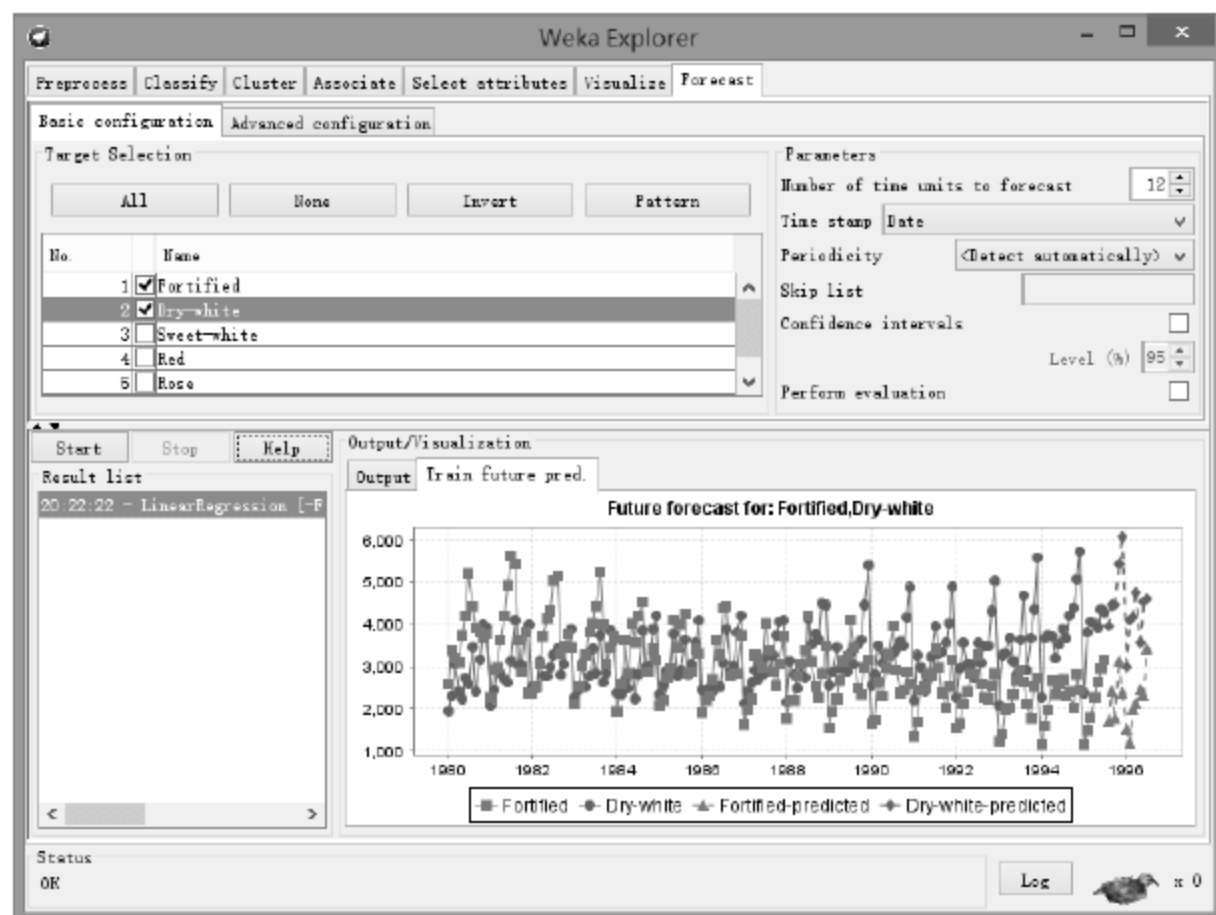 Weka Explorer
Preprocess Classify Cluster Associate Select attributes Visualize Forecast
Basic configuration Advanced configuration
Target Selection
All None Invert Pattern
No. Name
1 Fortified
2 Dry-white
3 Sweet-white
4 Red
5 Rose
Parameters
Number of time units to forecast 12
Time stamp Date
Periodicity <Detect automatically>
Skip list
Confidence intervals
Level (%) 95
Perform evaluation
Start Stop Help
Result list
20:22:22 - LinearRegression [-F
Output/Visualization
Output Train future pred.
Future forecast for: Fortified,Dry-white
6,000
5,000
4,000
3,000
2,000
1,000
1980 1982 1984 1986 1988 1990 1992 1994 1996
Fortified Dry-white Fortified-predicted Dry-white-predicted
Status
OK
Log x 0